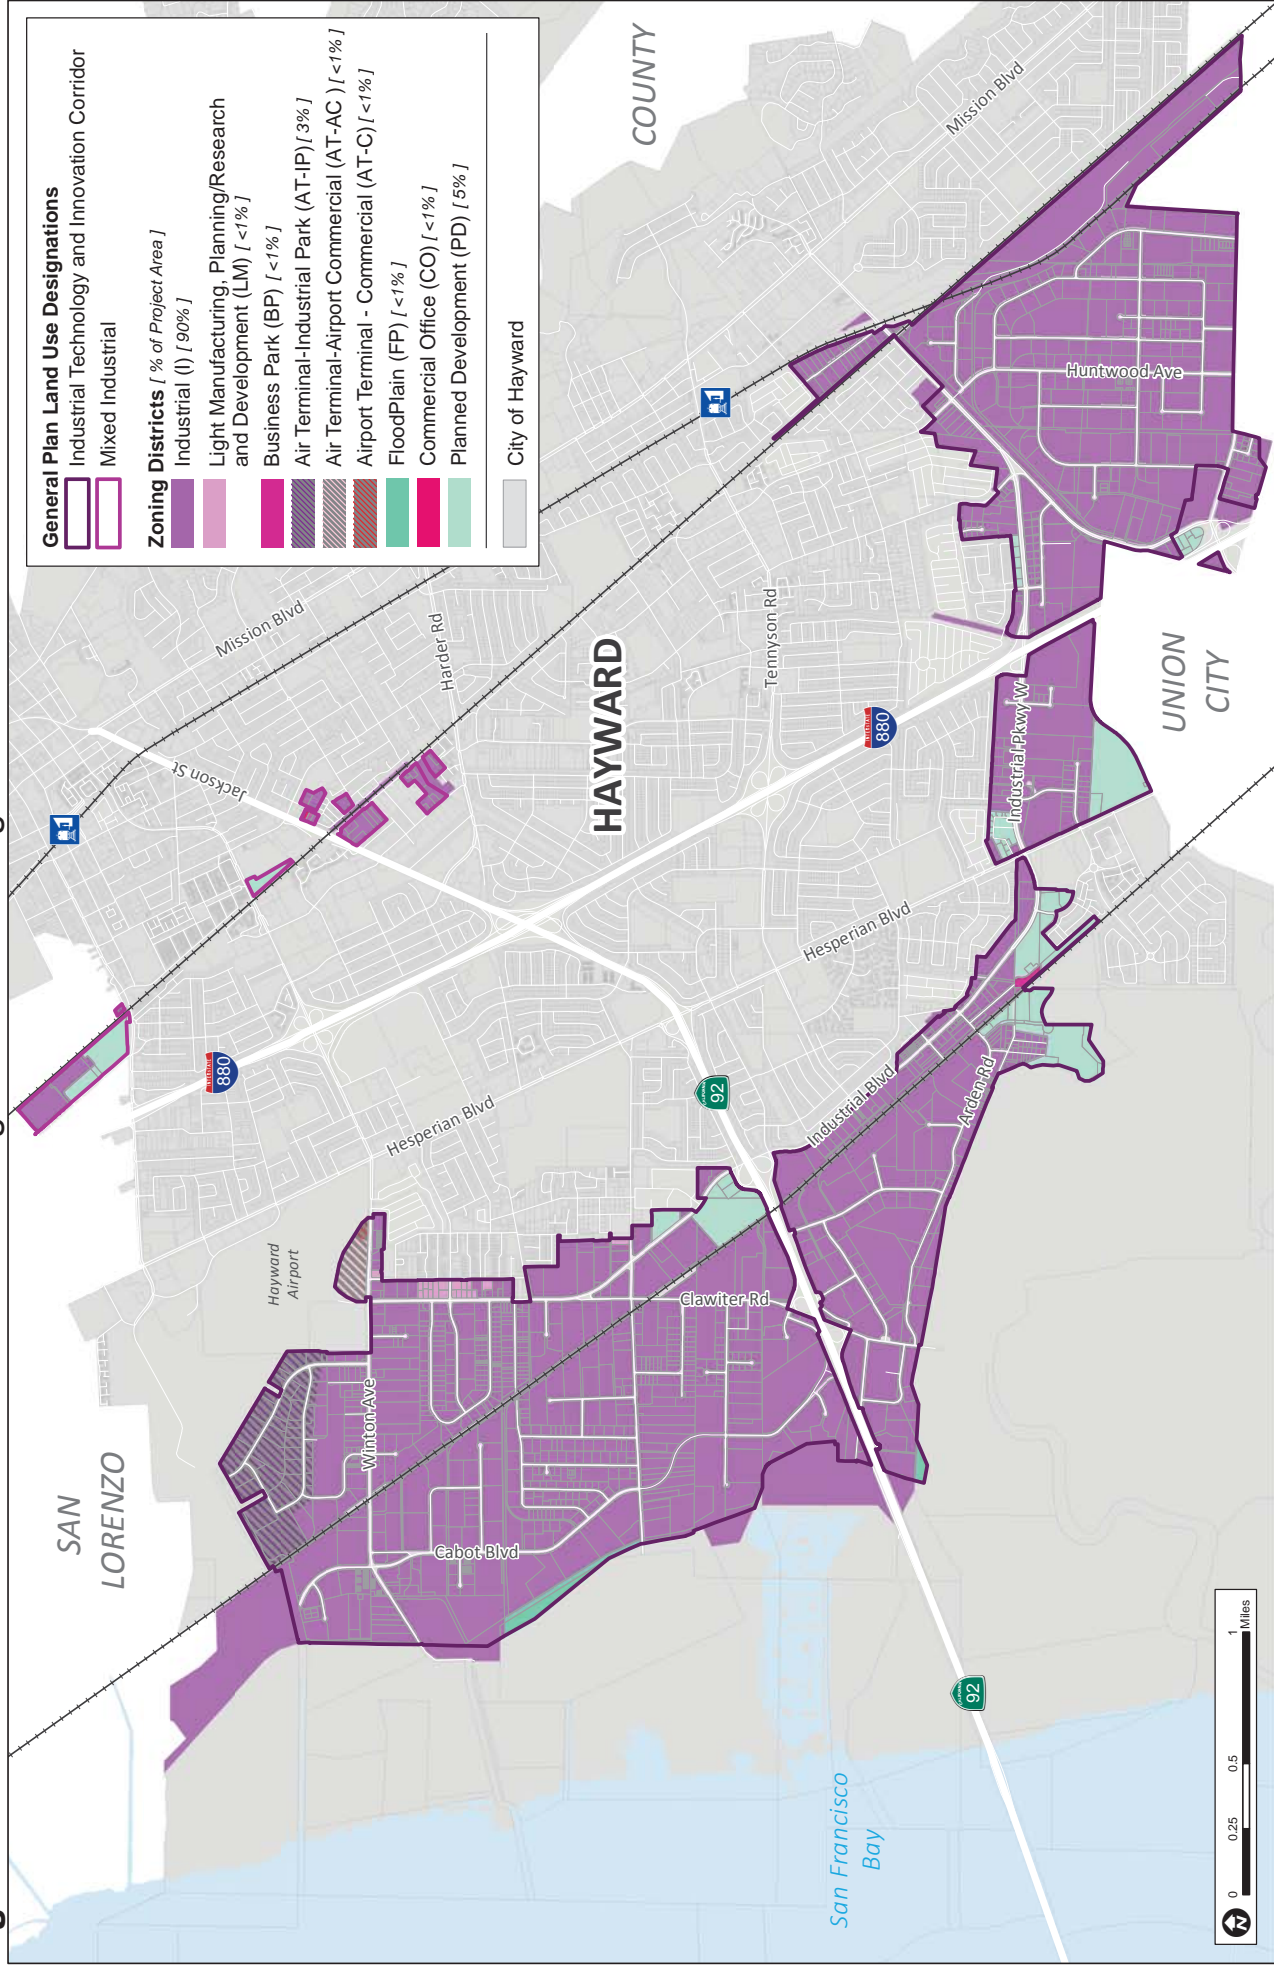 General Plan Land Use Designations
Industrial Technology and Innovation Corridor
Mixed Industrial
Zoning Districts [ % of Project Area ]
Industrial (I) [ 90% ]
Light Manufacturing, Planning/Research
and Development (LM) [ <1% ]
Business Park (BP) [ <1% ]
Air Terminal-Industrial Park (AT-IP) [ 3% ]
Air Terminal-Airport Commercial (AT-AC ) [ <1% ]
Airport Terminal - Commercial (AT-C) [ <1% ]
FloodPlain (FP) [ <1% ]
Commercial Office (CO) [ <1% ]
Planned Development (PD) [ 5% ]
City of Hayward
SAN
LORENZO
Hayward
Airport
880
Jackson St
Mission Blvd
Harder Rd
COUNTY
Mission Blvd
Winton Ave
Hesperian Blvd
Cabot Blvd
HAYWARD
Clawiter Rd
92
Tennyson Rd
Industrial Blvd
Hesperian Blvd
880
Arden Rd
Industrial Pkwy W
Huntwood Ave
San Francisco
Bay
92
UNION
CITY
N
0 0.25 0.5 1
Miles